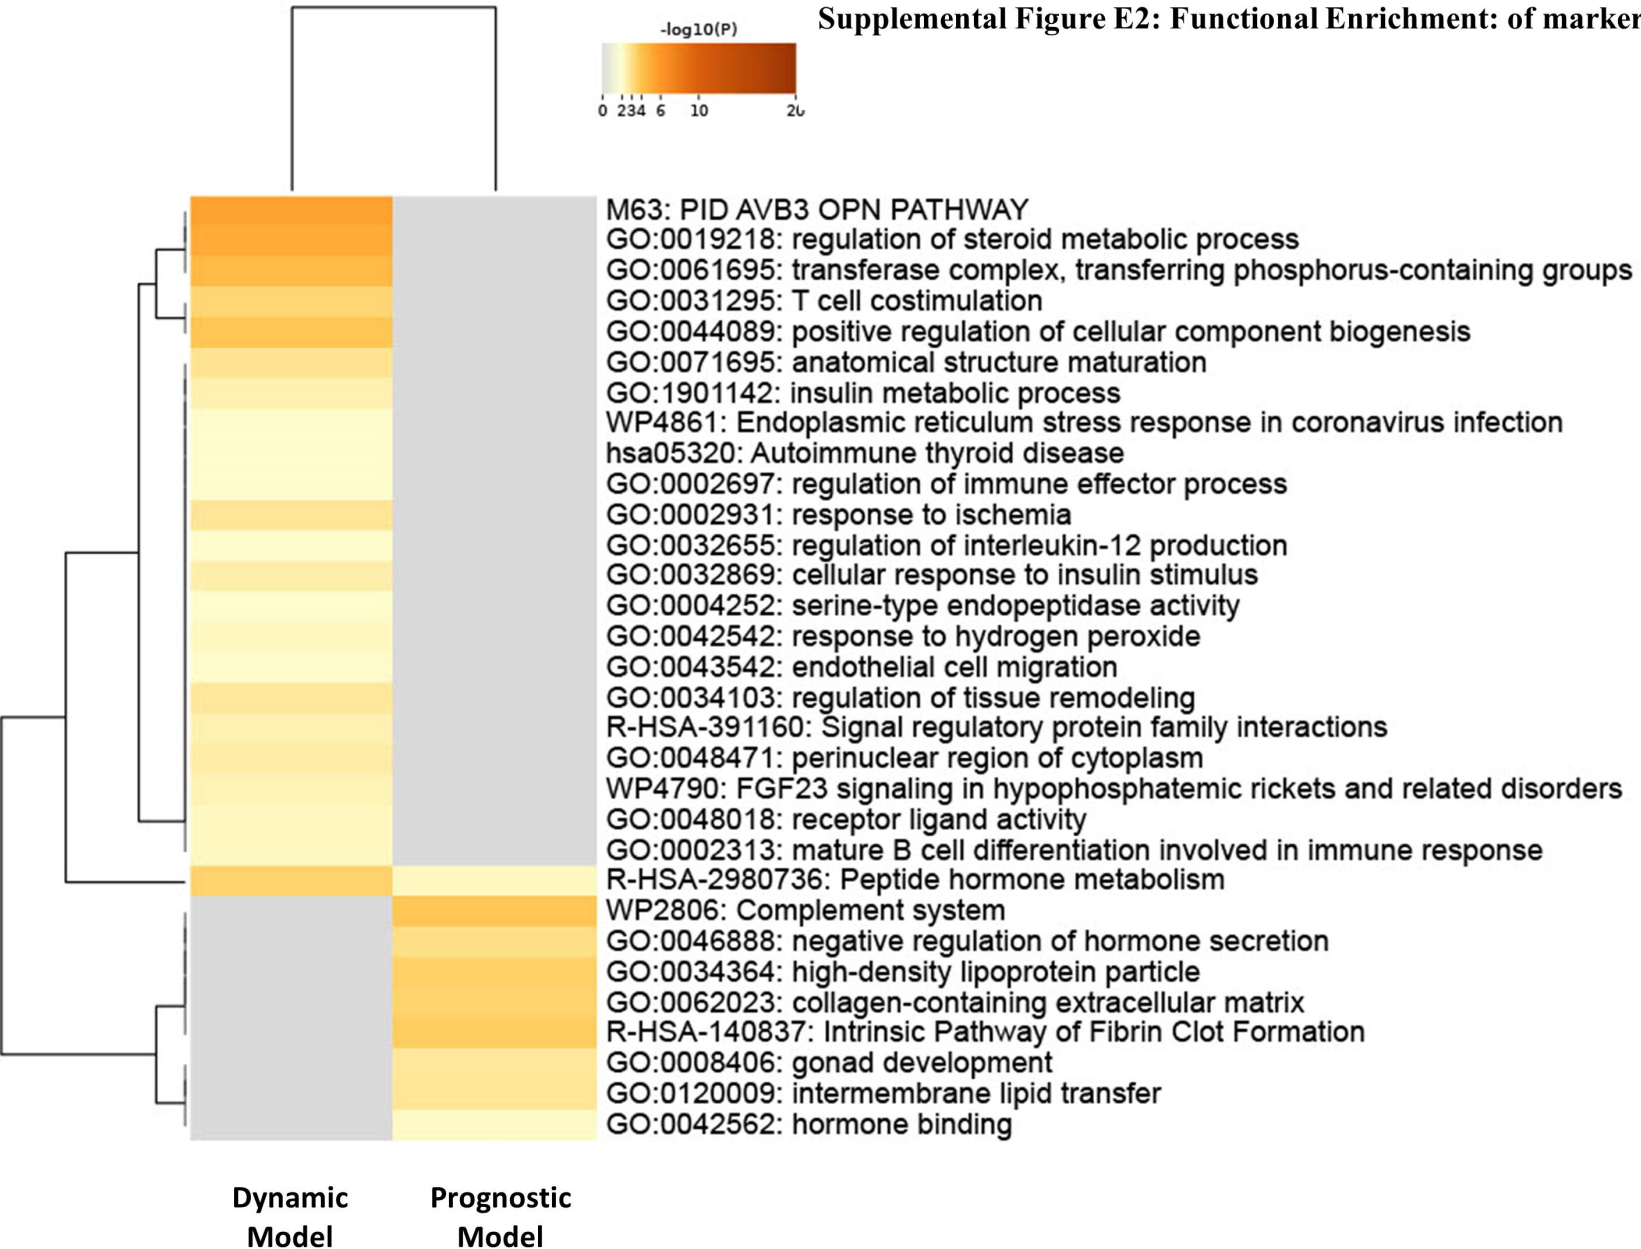 Supplemental Figure E2: Functional Enrichment: of marker
-log10(P)
0 2 3 4 6 10 20
M63: PID AVB3 OPN PATHWAY
GO:0019218: regulation of steroid metabolic process
GO:0061695: transferase complex, transferring phosphorus-containing groups
GO:0031295: T cell costimulation
GO:0044089: positive regulation of cellular component biogenesis
GO:0071695: anatomical structure maturation
GO:1901142: insulin metabolic process
WP4861: Endoplasmic reticulum stress response in coronavirus infection
hsa05320: Autoimmune thyroid disease
GO:0002697: regulation of immune effector process
GO:0002931: response to ischemia
GO:0032655: regulation of interleukin-12 production
GO:0032869: cellular response to insulin stimulus
GO:0004252: serine-type endopeptidase activity
GO:0042542: response to hydrogen peroxide
GO:0043542: endothelial cell migration
GO:0034103: regulation of tissue remodeling
R-HSA-391160: Signal regulatory protein family interactions
GO:0048471: perinuclear region of cytoplasm
WP4790: FGF23 signaling in hypophosphatemic rickets and related disorders
GO:0048018: receptor ligand activity
GO:0002313: mature B cell differentiation involved in immune response
R-HSA-2980736: Peptide hormone metabolism
WP2806: Complement system
GO:0046888: negative regulation of hormone secretion
GO:0034364: high-density lipoprotein particle
GO:0062023: collagen-containing extracellular matrix
R-HSA-140837: Intrinsic Pathway of Fibrin Clot Formation
GO:0008406: gonad development
GO:0120009: intermembrane lipid transfer
GO:0042562: hormone binding
Dynamic
Model
Prognostic
Model